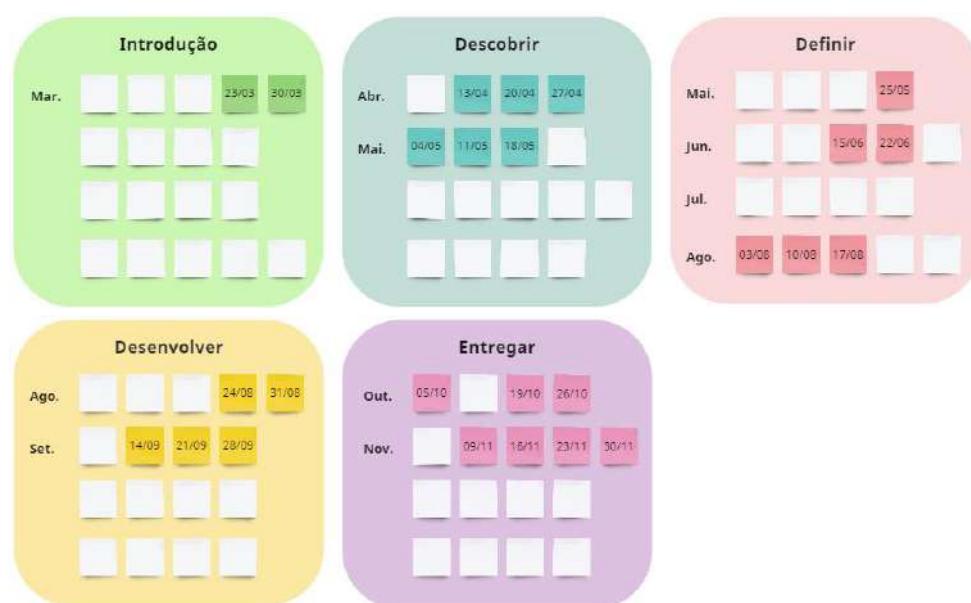 Introdução
Mar. 23/03 30/03
Descobrir
Abr. 13/04 20/04 27/04
Mai. 04/05 11/05 18/05
Definir
Mai. 25/05
Jun. 15/06 22/06
Jul.
Ago. 03/08 10/08 17/08
Desenvolver
Ago. 24/08 31/08
Set. 14/09 21/09 28/09
Entregar
Out. 05/10 19/10 26/10
Nov. 09/11 16/11 23/11 30/11